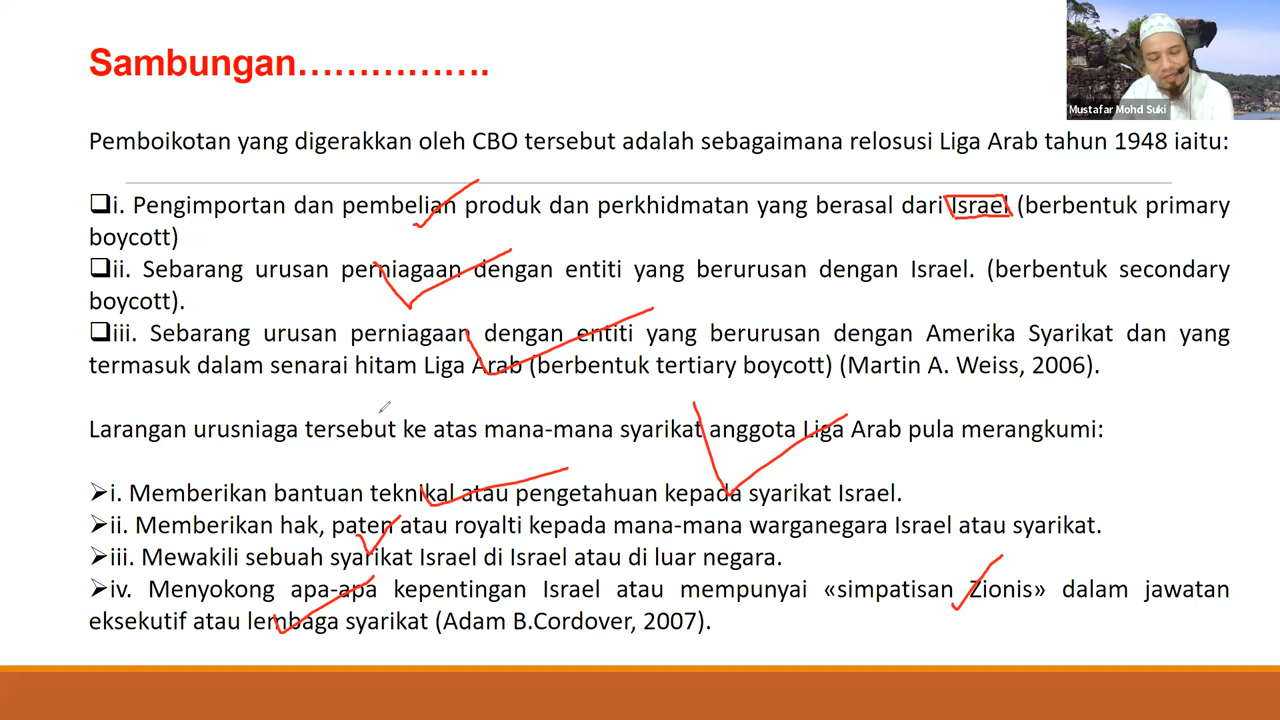 Sambungan................
Mustafar Mohd Suki
Pemboikotan yang digerakkan oleh CBO tersebut adalah sebagaimana relosusi Liga Arab tahun 1948 iaitu:
❑i. Pengimportan dan pembelian produk dan perkhidmatan yang berasal dari Israel (berbentuk primary
boycott)
❑ii. Sebarang urusan perniagaan dengan entiti yang berurusan dengan Israel. (berbentuk secondary
boycott).
❑iii. Sebarang urusan perniagaan dengan entiti yang berurusan dengan Amerika Syarikat dan yang
termasuk dalam senarai hitam Liga Arab (berbentuk tertiary boycott) (Martin A. Weiss, 2006).
Larangan urusniaga tersebut ke atas mana-mana syarikat anggota Liga Arab pula merangkumi:
➢i. Memberikan bantuan teknikal atau pengetahuan kepada syarikat Israel.
➢ii. Memberikan hak, paten atau royalti kepada mana-mana warganegara Israel atau syarikat.
➢iii. Mewakili sebuah syarikat Israel di Israel atau di luar negara.
➢iv. Menyokong apa-apa kepentingan Israel atau mempunyai «simpatisan Zionis» dalam jawatan
eksekutif atau lembaga syarikat (Adam B.Cordover, 2007).